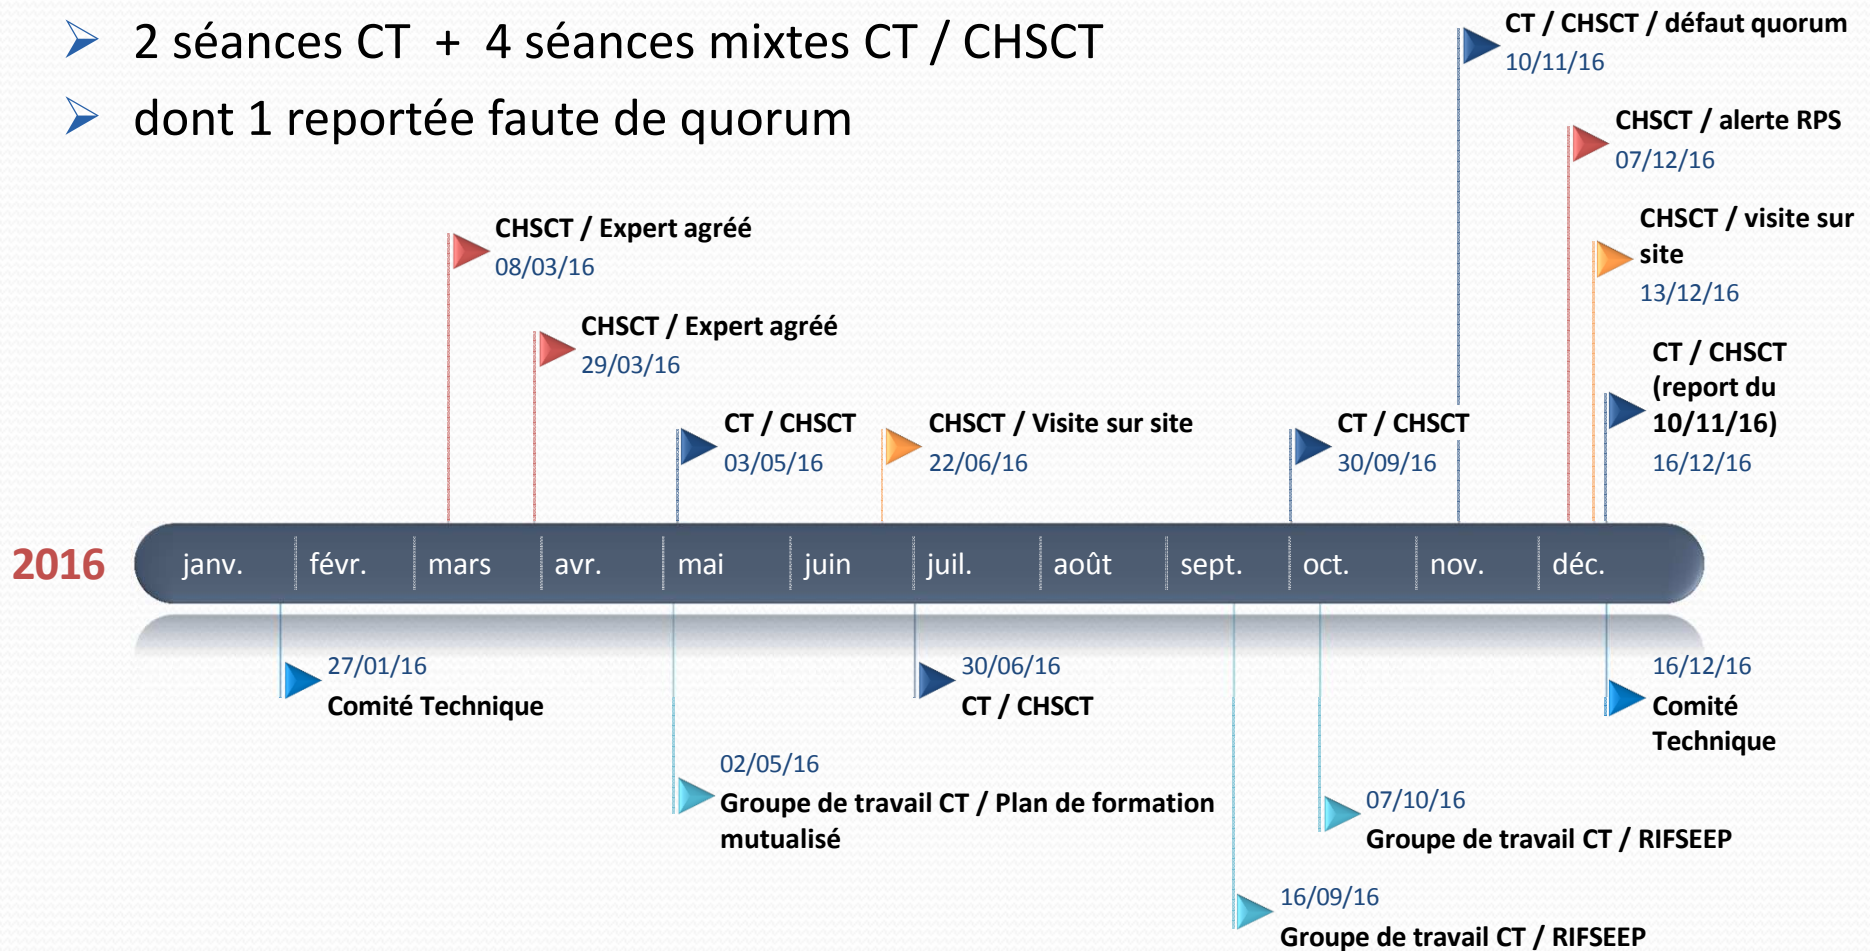 2 séances CT + 4 séances mixtes CT / CHSCT
dont 1 reportée faute de quorum
CT / CHSCT / défaut quorum
10/11/16
CHSCT / alerte RPS
07/12/16
CHSCT / Expert agréé
08/03/16
CHSCT / visite sur
site
13/12/16
CHSCT / Expert agréé
29/03/16
CT / CHSCT
(report du
10/11/16)
16/12/16
CT / CHSCT
03/05/16
CHSCT / Visite sur site
22/06/16
CT / CHSCT
30/09/16
2016
janv. févr. mars avr. mai juin juil. août sept. oct. nov. déc.
27/01/16
Comité Technique
30/06/16
CT / CHSCT
16/12/16
Comité
Technique
02/05/16
Groupe de travail CT / Plan de formation
mutualisé
07/10/16
Groupe de travail CT / RIFSEEP
16/09/16
Groupe de travail CT / RIFSEEP